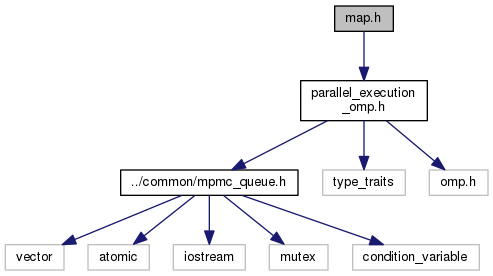 map.h
parallel_execution
_omp.h
../common/mpmc_queue.h
type_traits
omp.h
vector
atomic
iostream
mutex
condition_variable